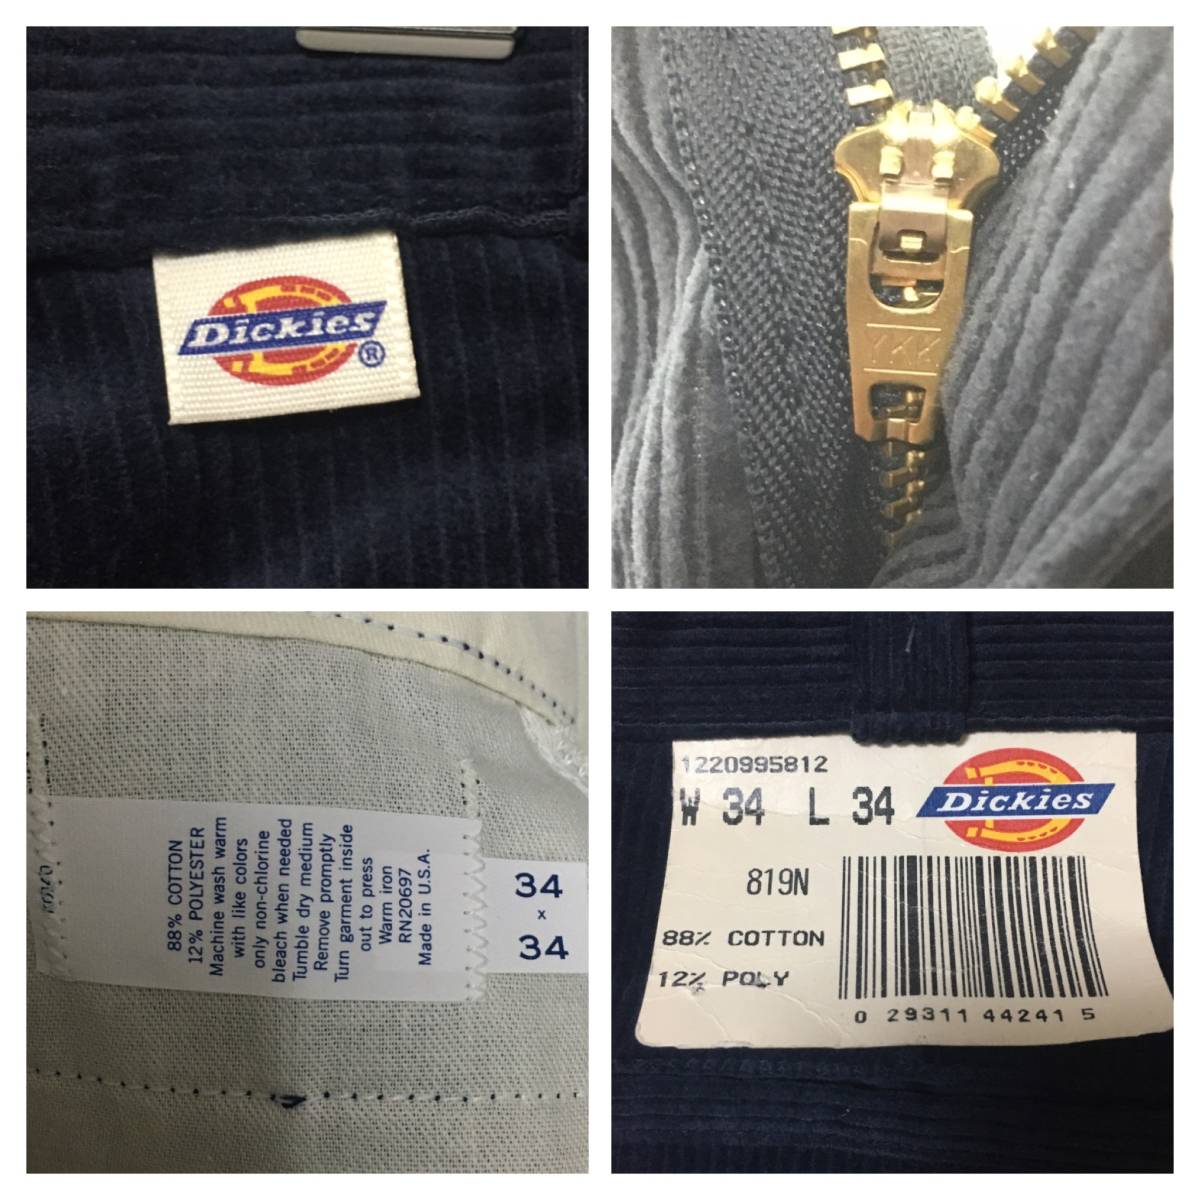 Dickies
®
YKK
88% COTTON
12% POLYESTER
Machine wash warm
with like colors
only non-chlorine
bleach when needed
Tumble dry medium
Remove promptly
Turn garment inside
out to press
Warm iron
RN20697
Made in U.S.A.
34
x
34
1220995812
W 34 L 34
Dickies
819N
88% COTTON
12% POLY
0 29311 44241 5